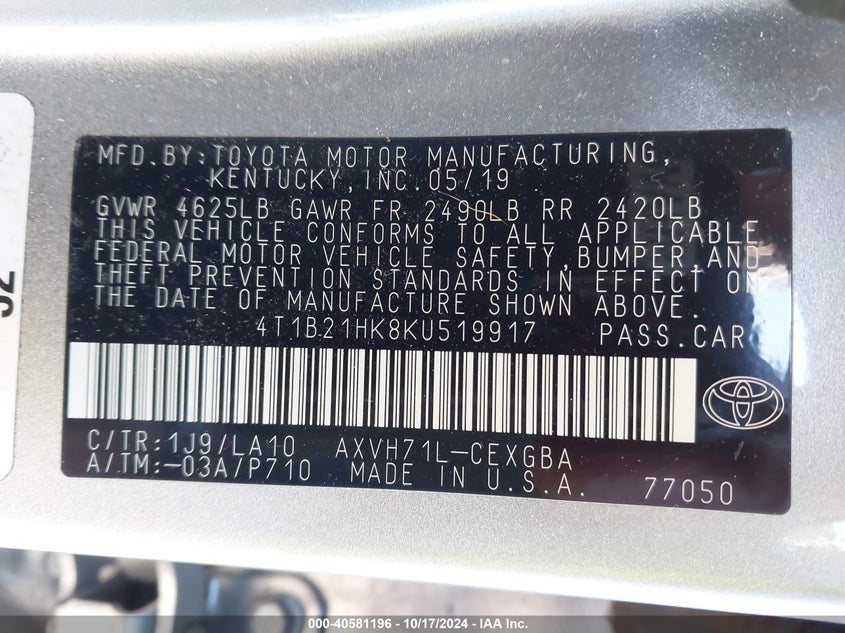 MFD.BY:TOYOTA MOTOR MANUFACTURING,
KENTUCKY,INC.05/19
GVWR 4625LB GAWR FR 2490LB RR 2420LB
THIS VEHICLE CONFORMS TO ALL APPLICABLE
FEDERAL MOTOR VEHICLE SAFETY,BUMPER,AND
THEFT PREVENTION STANDARDS IN EFFECT ON
THE DATE OF MANUFACTURE SHOWN ABOVE.
4T1B21HK8KU519917 PASS.CAR
C/TR:1J9/LA10 AXVH71L-CEXGBA
A/TM:-03A/P710 MADE IN U.S.A. 77050
000-40581196 - 10/17/2024 - IAA Inc.